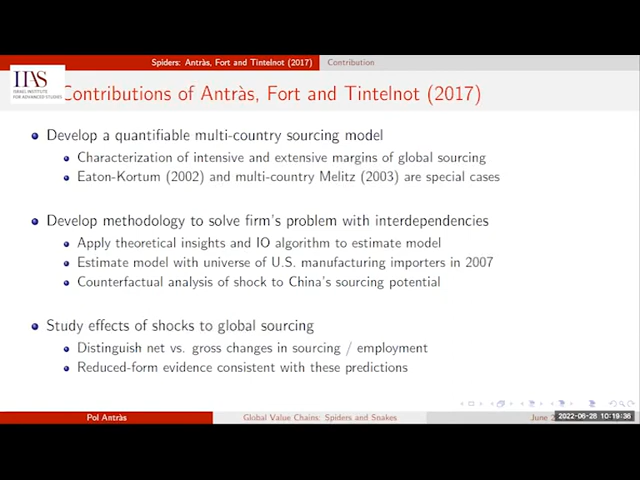 Spiders: Antràs, Fort and Tintelnot (2017) Contribution
IIAS
ISRAEL INSTITUTE
FOR ADVANCED STUDIES
Contributions of Antràs, Fort and Tintelnot (2017)
Develop a quantifiable multi-country sourcing model
Characterization of intensive and extensive margins of global sourcing
Eaton-Kortum (2002) and multi-country Melitz (2003) are special cases
Develop methodology to solve firm's problem with interdependencies
Apply theoretical insights and IO algorithm to estimate model
Estimate model with universe of U.S. manufacturing importers in 2007
Counterfactual analysis of shock to China's sourcing potential
Study effects of shocks to global sourcing
Distinguish net vs. gross changes in sourcing / employment
Reduced-form evidence consistent with these predictions
Pol Antràs Global Value Chains: Spiders and Snakes June 2022-06-28 10:19:36